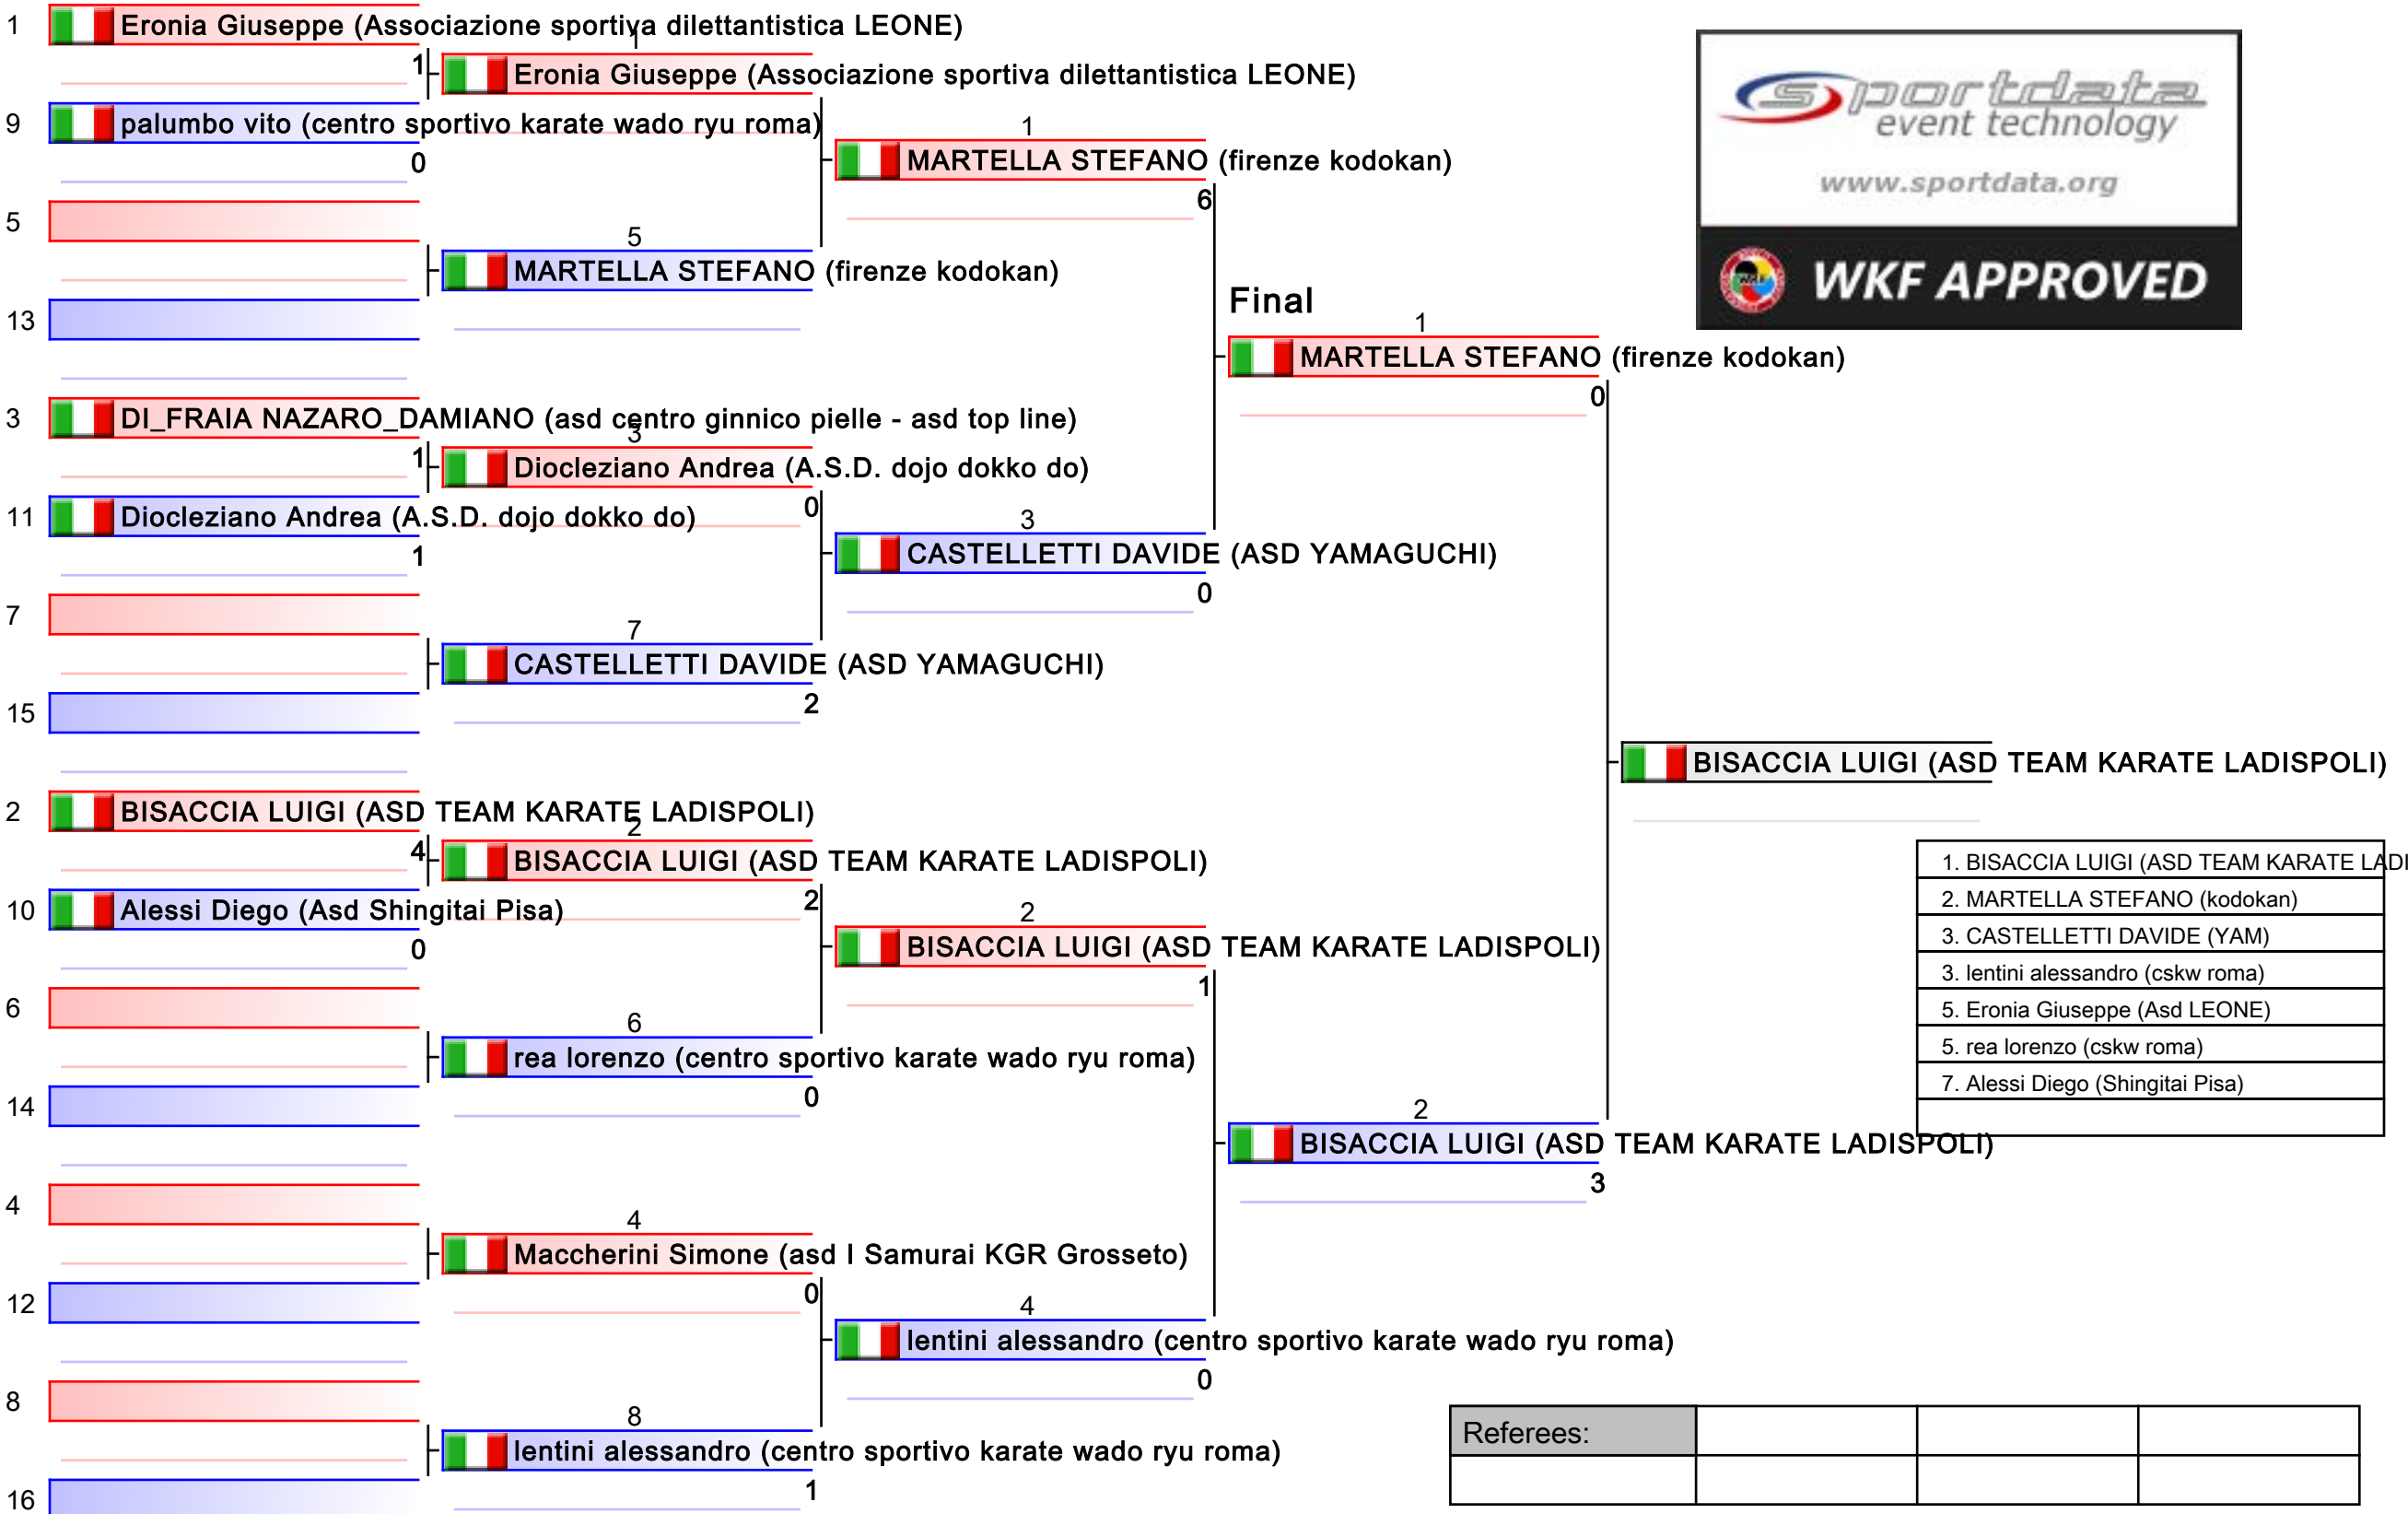 1 Eronia Giuseppe (Associazione sportiva dilettantistica LEONE)
1
1 Eronia Giuseppe (Associazione sportiva dilettantistica LEONE)
9 palumbo vito (centro sportivo karate wado ryu roma)
0
1
MARTELLA STEFANO (firenze kodokan)
6
5
5
MARTELLA STEFANO (firenze kodokan)
13
Final
1
MARTELLA STEFANO (firenze kodokan)
0
3 DI_FRAIA NAZARO_DAMIANO (asd centro ginnico pielle - asd top line)
3
1 Diocleziano Andrea (A.S.D. dojo dokko do)
0
11 Diocleziano Andrea (A.S.D. dojo dokko do)
1
3
CASTELLETTI DAVIDE (ASD YAMAGUCHI)
0
7
7
CASTELLETTI DAVIDE (ASD YAMAGUCHI)
2
15
BISACCIA LUIGI (ASD TEAM KARATE LADISPOLI)
2 BISACCIA LUIGI (ASD TEAM KARATE LADISPOLI)
2
4 BISACCIA LUIGI (ASD TEAM KARATE LADISPOLI)
2
10 Alessi Diego (Asd Shingitai Pisa)
0
2
BISACCIA LUIGI (ASD TEAM KARATE LADISPOLI)
1
6
6
rea lorenzo (centro sportivo karate wado ryu roma)
0
14
2
BISACCIA LUIGI (ASD TEAM KARATE LADISPOLI)
3
4
4
Maccherini Simone (asd I Samurai KGR Grosseto)
0
12
4
lentini alessandro (centro sportivo karate wado ryu roma)
0
8
8
lentini alessandro (centro sportivo karate wado ryu roma)
1
16
sportdata
event technology
www.sportdata.org
WKF APPROVED
1. BISACCIA LUIGI (ASD TEAM KARATE LADI
2. MARTELLA STEFANO (kodokan)
3. CASTELLETTI DAVIDE (YAM)
3. lentini alessandro (cskw roma)
5. Eronia Giuseppe (Asd LEONE)
5. rea lorenzo (cskw roma)
7. Alessi Diego (Shingitai Pisa)
Referees: